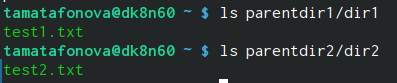 tamatafonova@dk8n60 ~ $ ls parentdir1/dir1
test1.txt
tamatafonova@dk8n60 ~ $ ls parentdir2/dir2
test2.txt